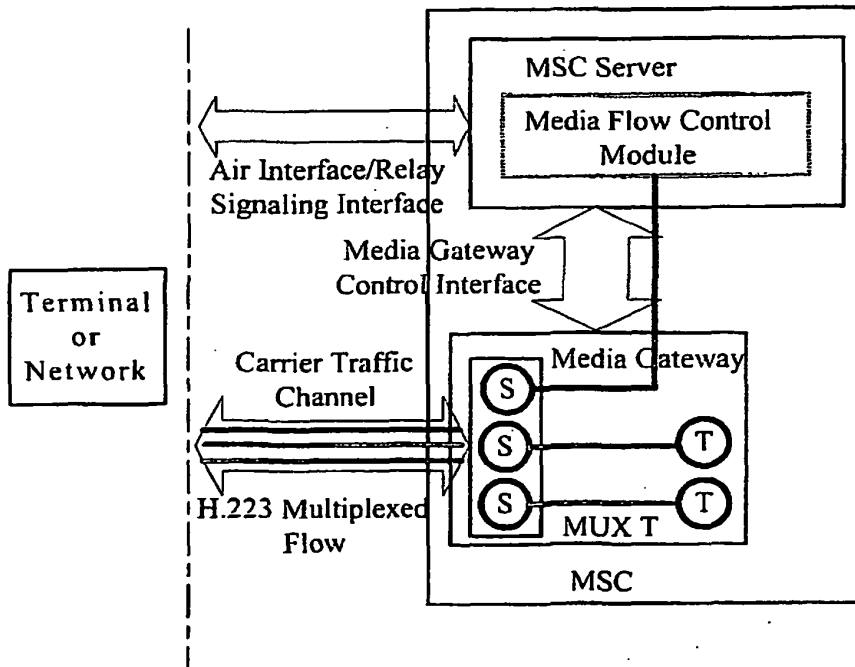 MSC Server
Media Flow Control
Module
Air Interface/Relay
Signaling Interface
Media Gateway
Control Interface
Terminal
or
Network
Carrier Traffic
Channel
Media Gateway
S
S
T
S
T
H.223 Multiplexed
Flow
MUX T
MSC